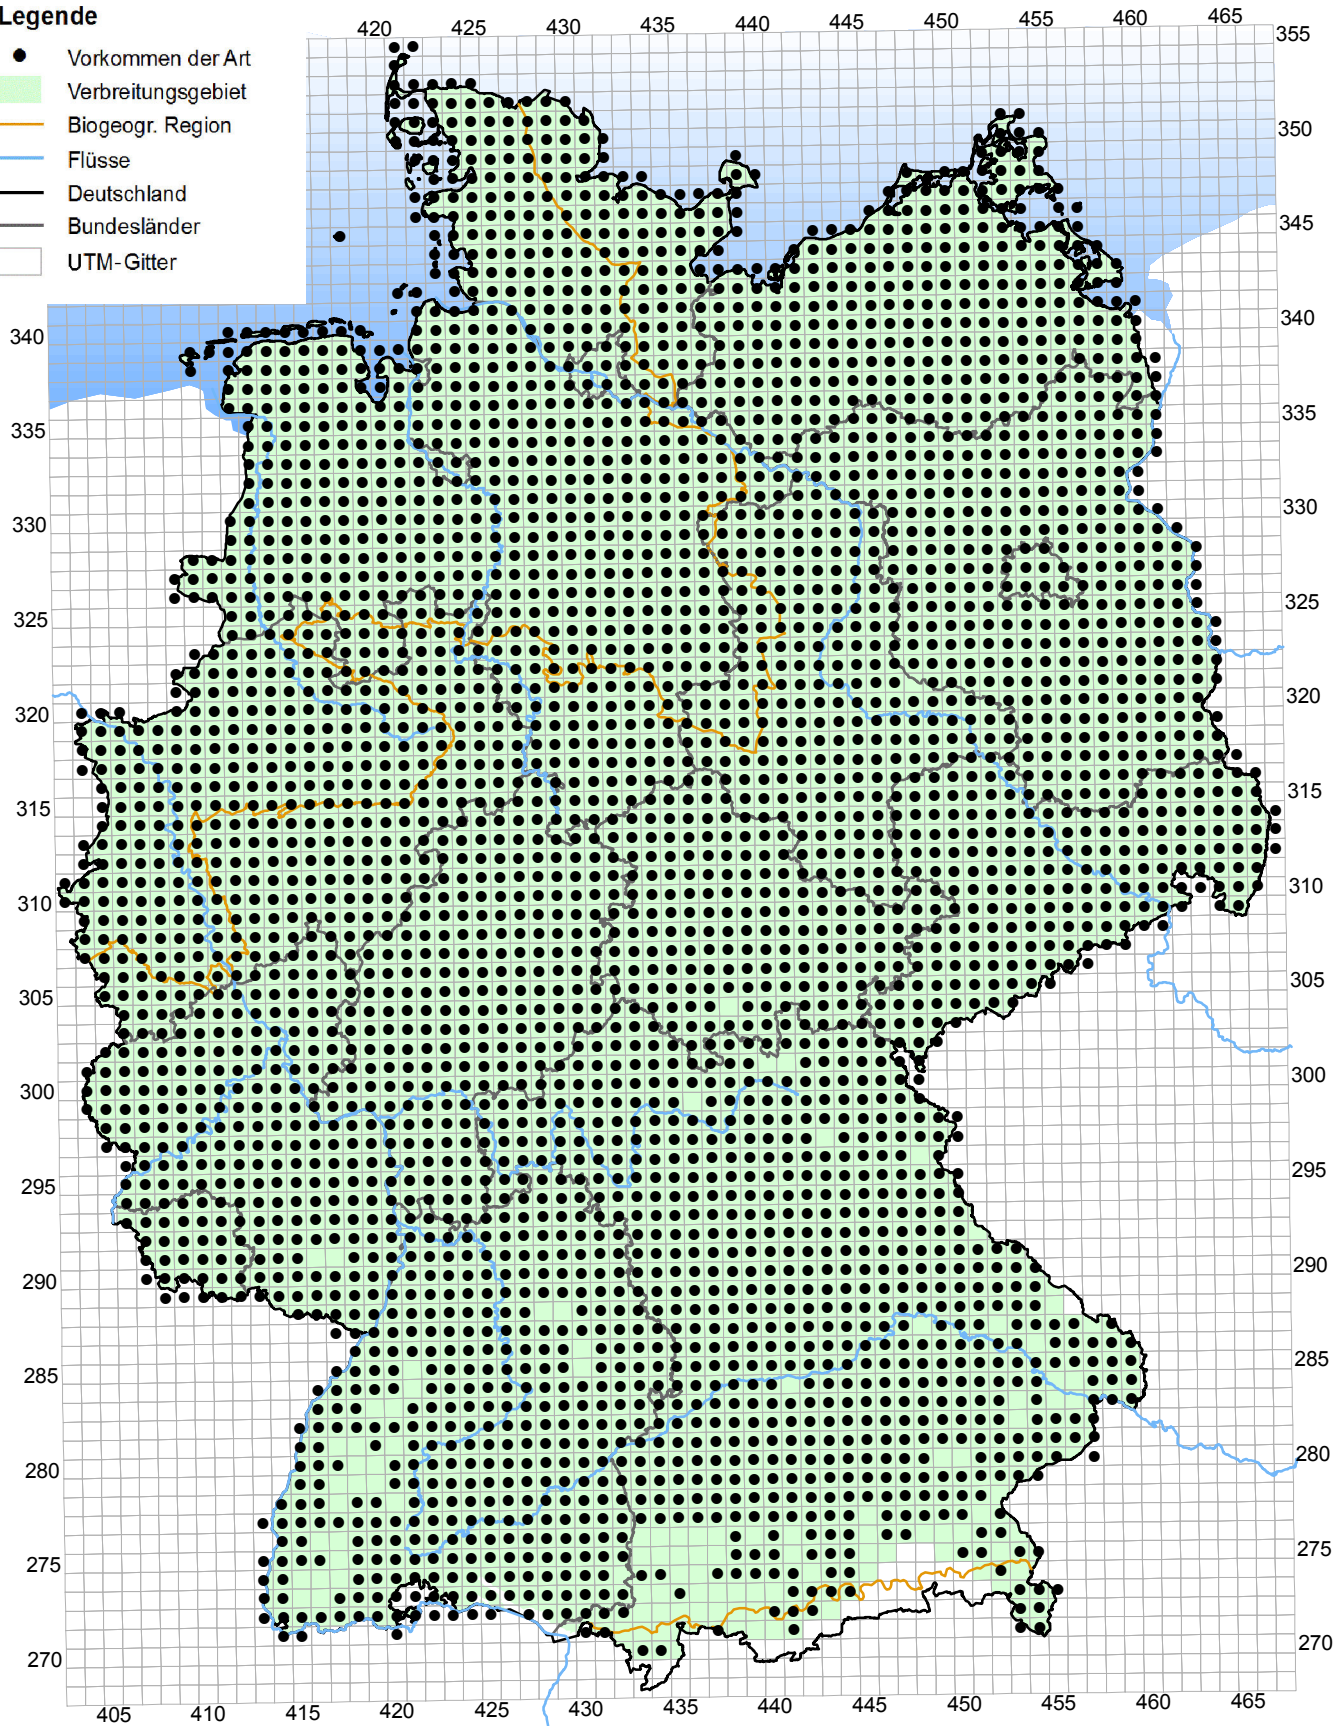 Legende
Vorkommen der Art
Verbreitungsgebiet
Biogeogr. Region
Flüsse
Deutschland
Bundesländer
UTM-Gitter
420 425 430 435 440 445 450 455 460 465
355
350
345
340 340
335 335
330 330
325 325
320 320
315 315
310 310
305 305
300 300
295 295
290 290
285 285
280 280
275 275
270 270
405 410 415 420 425 430 435 440 445 450 455 460 465